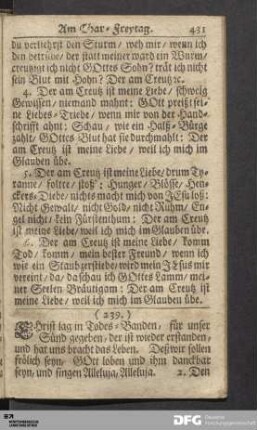 Am Char-Freytag. 431
du verliehrst den Sturm/ weh mir/ wenn ich
den betrübe/ der statt meiner ward ein Wurm/
creutzigt ich nicht GOttes Sohn? trät ich nicht
sein Blut mit Hohn? Der am Creutz ꝛc.
4. Der am Creutz ist meine Liebe/ schweig
Gewissen/ niemand mahnt; GOtt preißt sei-
ne Liebes-Triebe/ wenn mir von der Hand-
schrifft ahnt; Schau/ wie ein Halß-Bürge
zahlt/ GOttes Blut hat sie durchmahlt; Der
am Creutz ist meine Liebe/ weil ich mich im
Glauben übe.
5. Der am Creutz ist meine Liebe/ drum Ty-
ranne/ foltre/ stoß; Hunger/ Blösse/ Hen-
ckers-Diebe/ nichts macht mich von JEsu loß;
Nicht Gewalt/ nicht Gold/ nicht Ruhm/ En-
gel nicht/ kein Fürstenthum: Der am Creutz
ist meine Liebe/ weil ich mich im Glauben übe.
6. Der am Creutz ist meine Liebe/ komm
Tod/ komm/ mein bester Freund/ wenn ich
wie ein Staub zerstiebe/ wird mein JEsus mir
vereint/ da/ da schau ich GOttes Lamm/ mei-
ner Seelen Bräutigam: Der am Creutz ist
meine Liebe/ weil ich mich im Glauben übe.
(239.)
CHrist lag in Todes-Banden/ für unser
Sünd gegeben/ der ist wieder erstanden/
und hat uns bracht das Leben. Deß wir sollen
frölich seyn/ GOtt loben und ihm danckbar
seyn/ und singen Alleluja, Alleluja. 2. Den
DFG